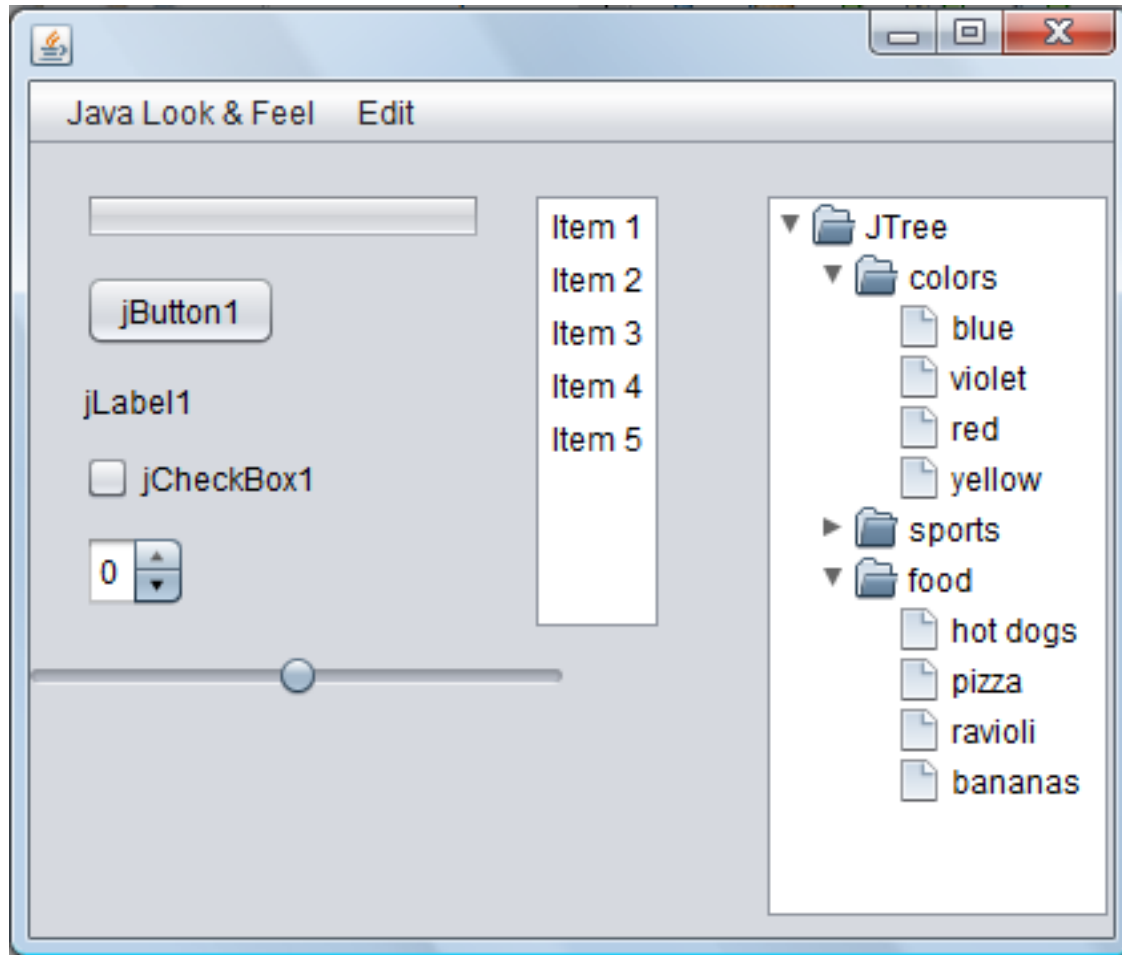 Java Look & Feel Edit
jButton1
jLabel1
jCheckBox1
0
Item 1
Item 2
Item 3
Item 4
Item 5
JTree
colors
blue
violet
red
yellow
sports
food
hot dogs
pizza
ravioli
bananas